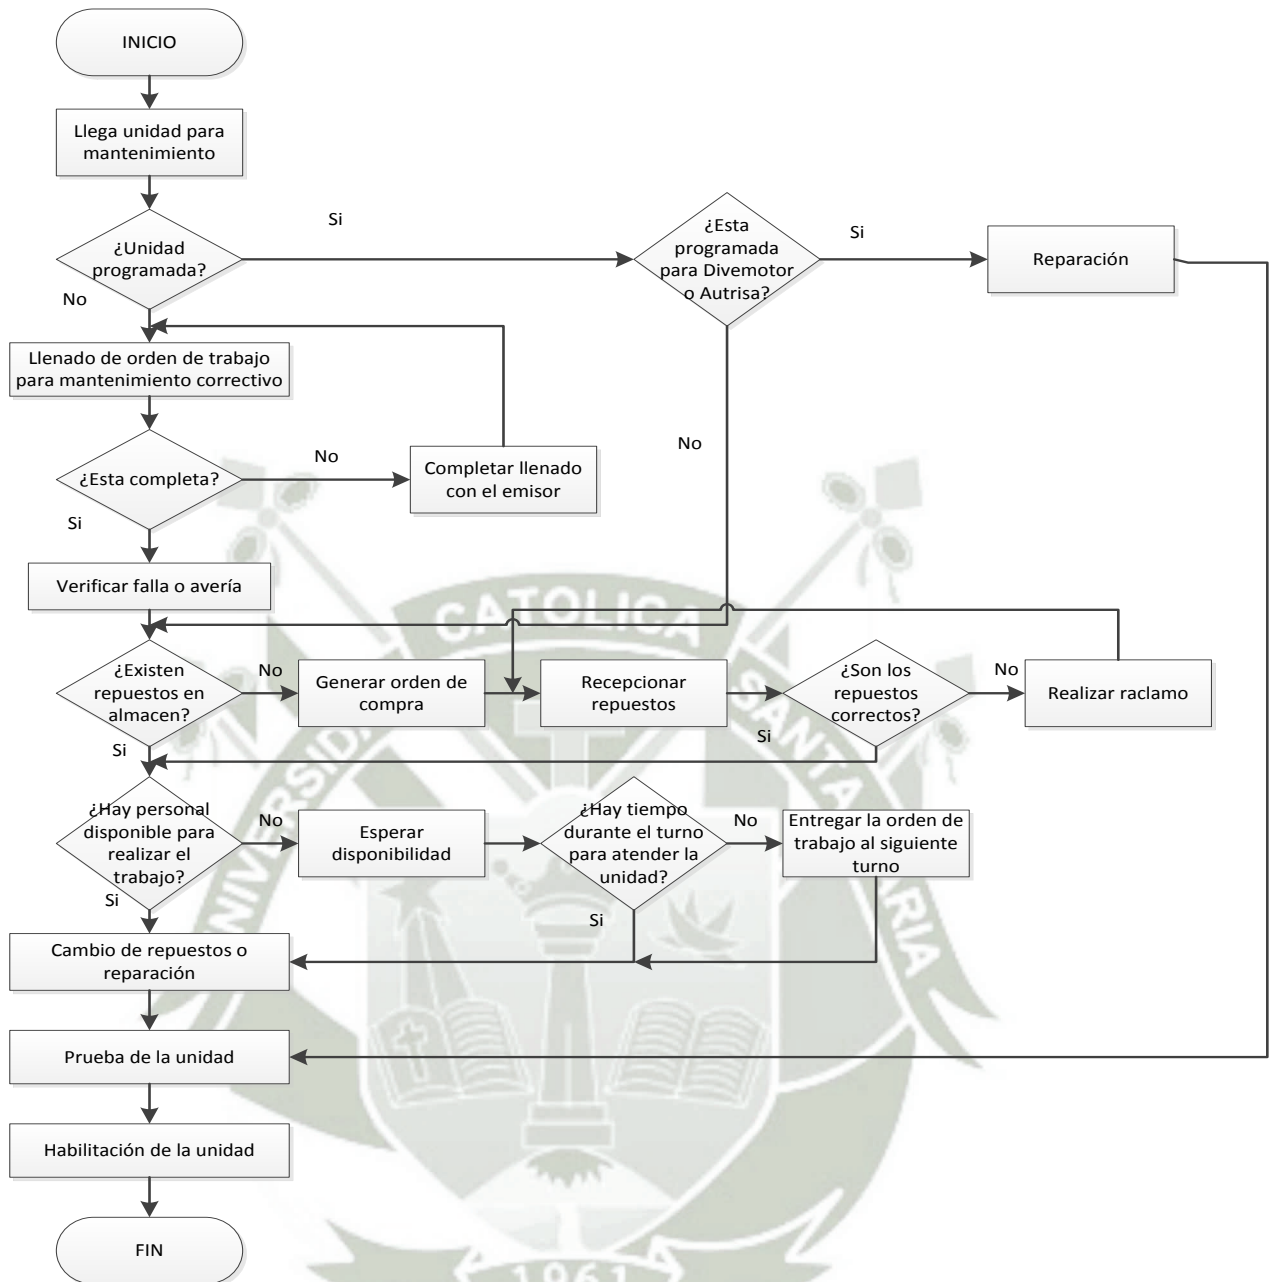 INICIO
Llega unidad para
mantenimiento
¿Unidad
programada?
Si
¿Esta
programada
para Divemotor
o Autrisa?
Si
Reparación
No
Llenado de orden de trabajo
para mantenimiento correctivo
No
¿Esta completa?
No
Completar llenado
con el emisor
Si
Verificar falla o avería
¿Existen
repuestos en
almacen?
No
Generar orden de
compra
Recepcionar
repuestos
¿Son los
repuestos
correctos?
No
Realizar raclamo
Si
Si
¿Hay personal
disponible para
realizar el
trabajo?
No
Esperar
disponibilidad
¿Hay tiempo
durante el turno
para atender la
unidad?
No
Entregar la orden de
trabajo al siguiente
turno
Si
Si
Cambio de repuestos o
reparación
Prueba de la unidad
Habilitación de la unidad
FIN
CATOLICA
SANTA
1961